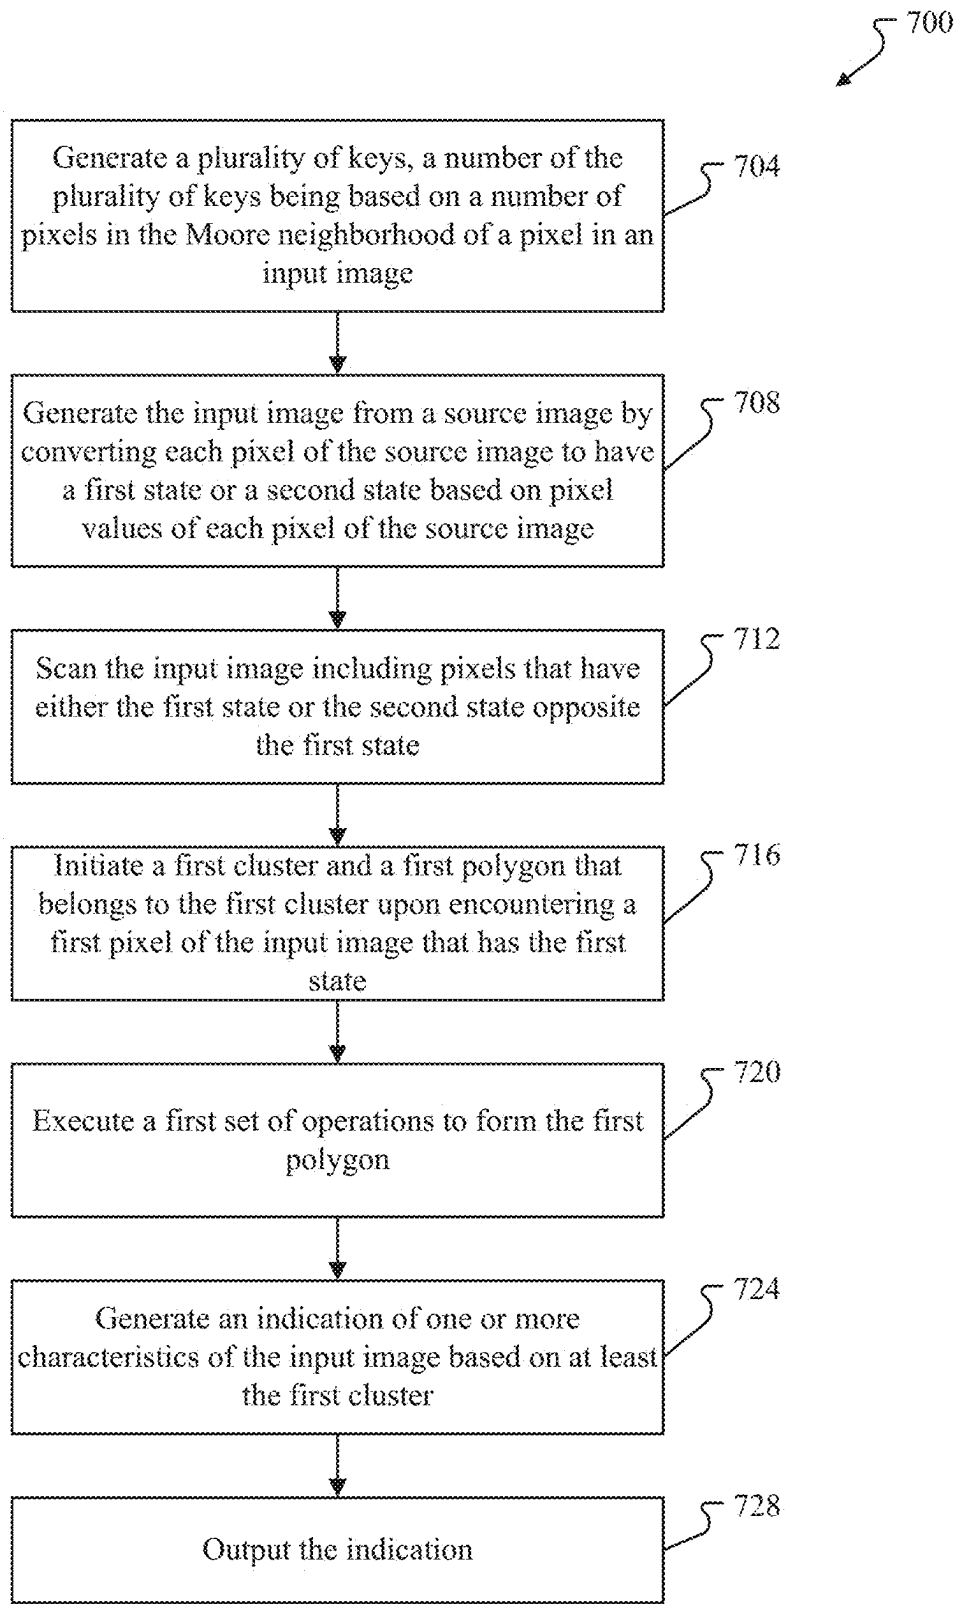 700
Generate a plurality of keys, a number of the
plurality of keys being based on a number of
pixels in the Moore neighborhood of a pixel in an
input image
704
Generate the input image from a source image by
converting each pixel of the source image to have
a first state or a second state based on pixel
values of each pixel of the source image
708
Scan the input image including pixels that have
either the first state or the second state opposite
the first state
712
Initiate a first cluster and a first polygon that
belongs to the first cluster upon encountering a
first pixel of the input image that has the first
state
716
Execute a first set of operations to form the first
polygon
720
Generate an indication of one or more
characteristics of the input image based on at least
the first cluster
724
Output the indication
728